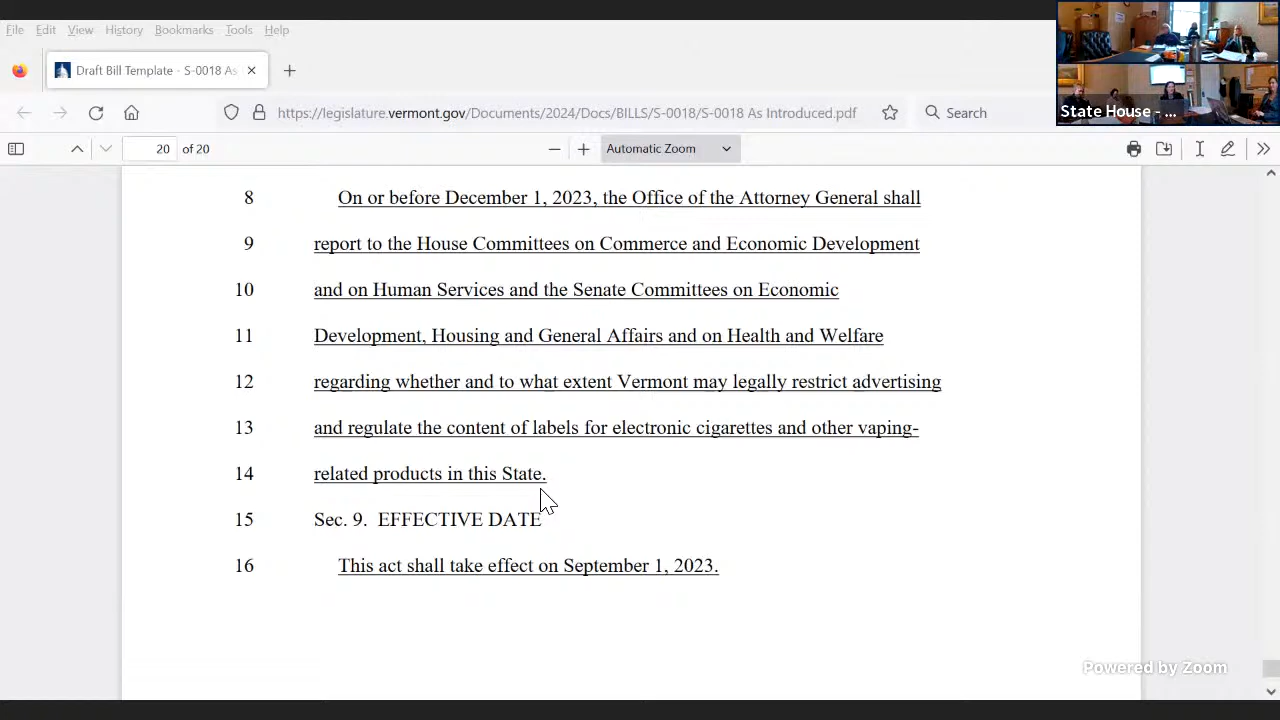 File Edit View History Bookmarks Tools Help
Draft Bill Template - S-0018 As
https://legislature.vermont.gov/Documents/2024/Docs/BILLS/S-0018/S-0018 As Introduced.pdf
Search
20 of 20
Automatic Zoom
State House - ...
8 On or before December 1, 2023, the Office of the Attorney General shall
9 report to the House Committees on Commerce and Economic Development
10 and on Human Services and the Senate Committees on Economic
11 Development, Housing and General Affairs and on Health and Welfare
12 regarding whether and to what extent Vermont may legally restrict advertising
13 and regulate the content of labels for electronic cigarettes and other vaping-
14 related products in this State.
15 Sec. 9. EFFECTIVE DATE
16 This act shall take effect on September 1, 2023.
Powered by Zoom